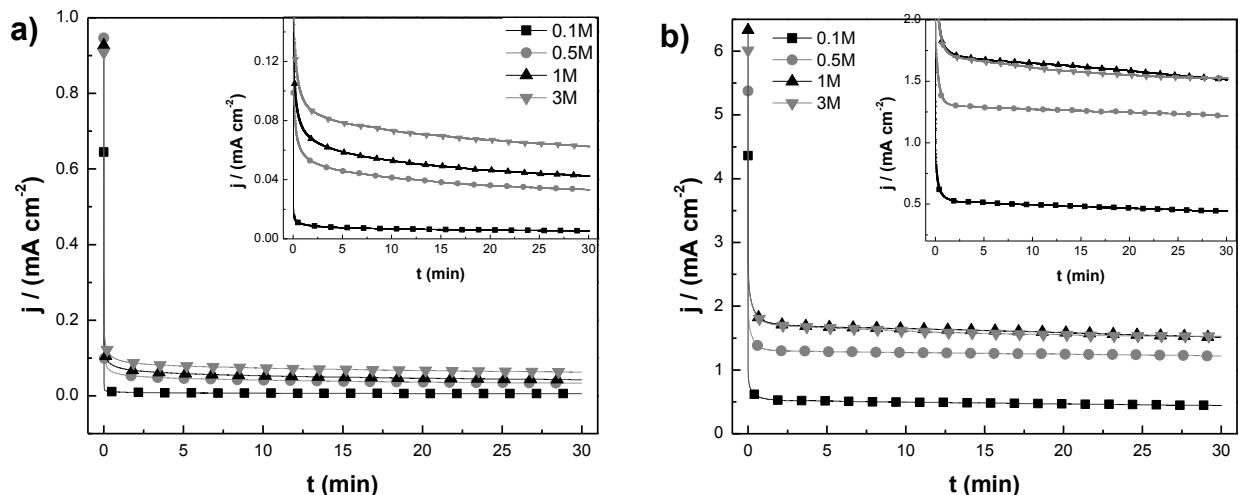 a)
1.0
0.8
0.6
0.4
0.2
0.0
j / (mA cm⁻²)
0 5 10 15 20 25 30
t (min)
0.12
0.08
0.04
0.00
j / (mA cm⁻²)
0 5 10 15 20 25 30
t (min)
0.1M
0.5M
1M
3M
b)
6
5
4
3
2
1
0
j / (mA cm⁻²)
0 5 10 15 20 25 30
t (min)
0.1M
0.5M
1M
3M
2.0
1.5
1.0
0.5
j / (mA cm⁻²)
0 5 10 15 20 25 30
t (min)